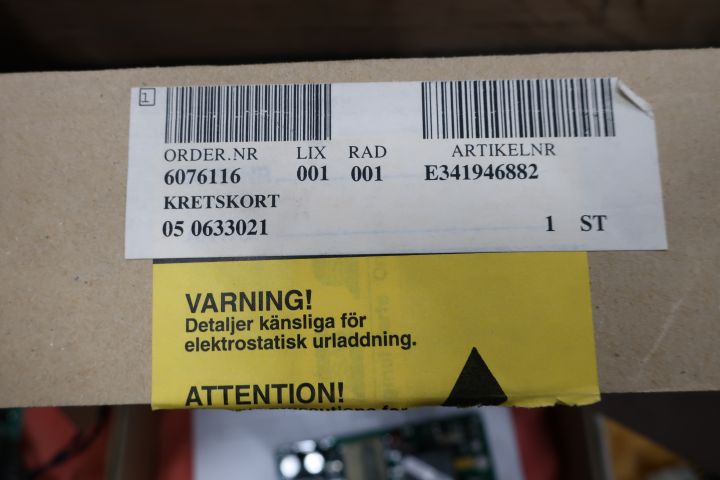 1
ORDER.NR LIX RAD ARTIKELNR
6076116 001 001 E341946882
KRETSKORT
05 0633021 1 ST
VARNING!
Detaljer känsliga för
elektrostatisk urladdning.
ATTENTION!